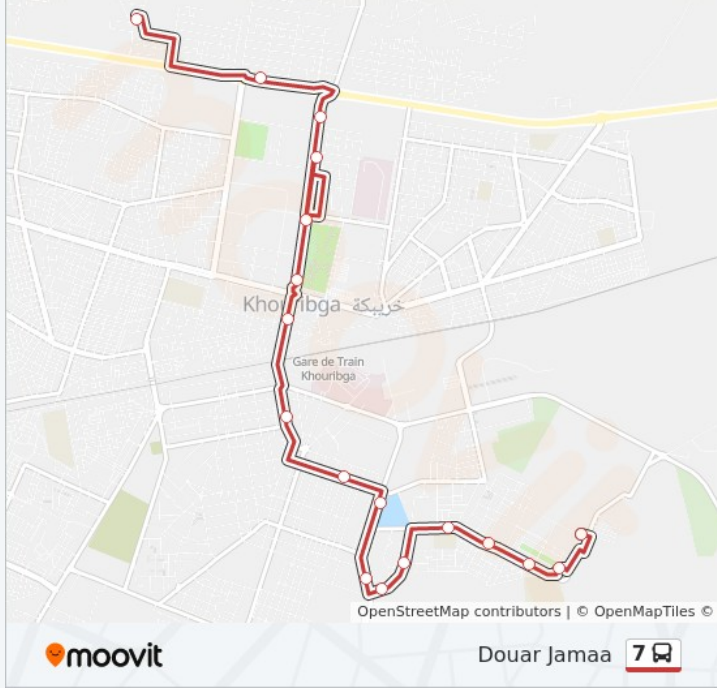 Khouribga خريبكة
Gare de Train
Khouribga
OpenStreetMap contributors | © OpenMapTiles ©
moovit
Douar Jamaa 7